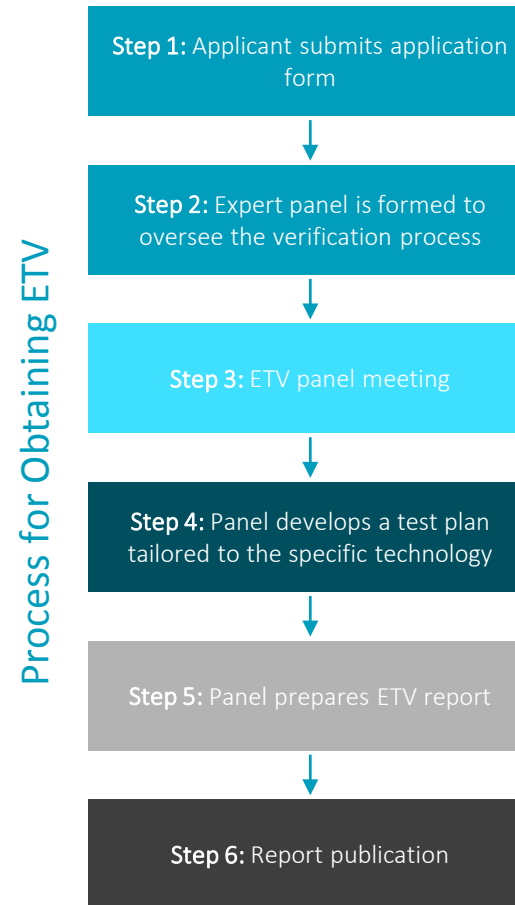 Process for Obtaining ETV
Step 1: Applicant submits application
form
Step 2: Expert panel is formed to
oversee the verification process
Step 3: ETV panel meeting
Step 4: Panel develops a test plan
tailored to the specific technology
Step 5: Panel prepares ETV report
Step 6: Report publication